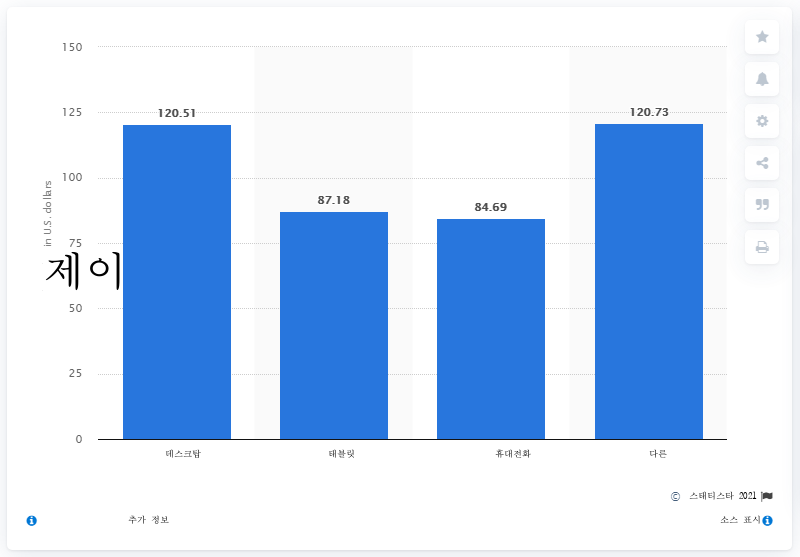 150
125
100
75
50
25
0
in U.S. dollars
제이
120.51
87.18
84.69
120.73
데스크탑
태블릿
휴대전화
다른
© 스태티스타 2021
추가 정보
소스 표시